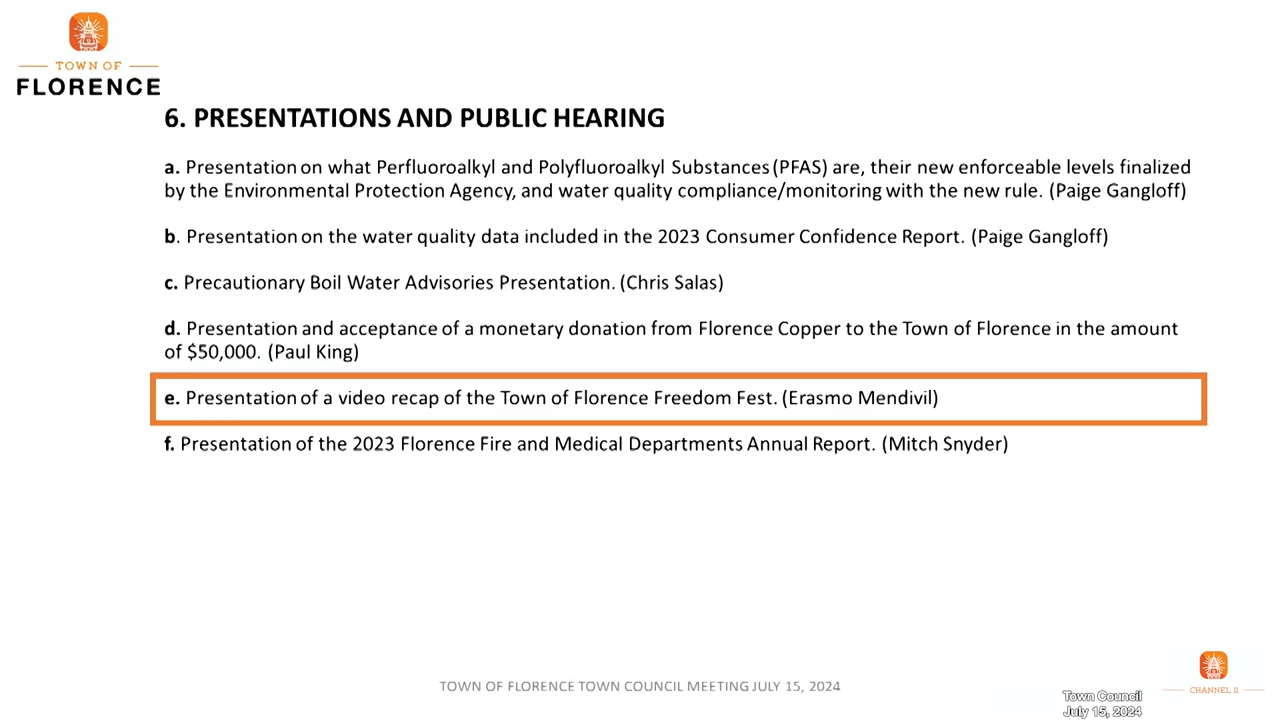 TOWN OF
FLORENCE
6. PRESENTATIONS AND PUBLIC HEARING
a. Presentation on what Perfluoroalkyl and Polyfluoroalkyl Substances (PFAS) are, their new enforceable levels finalized
by the Environmental Protection Agency, and water quality compliance/monitoring with the new rule. (Paige Gangloff)
b. Presentation on the water quality data included in the 2023 Consumer Confidence Report. (Paige Gangloff)
c. Precautionary Boil Water Advisories Presentation. (Chris Salas)
d. Presentation and acceptance of a monetary donation from Florence Copper to the Town of Florence in the amount
of $50,000. (Paul King)
e. Presentation of a video recap of the Town of Florence Freedom Fest. (Erasmo Mendivil)
f. Presentation of the 2023 Florence Fire and Medical Departments Annual Report. (Mitch Snyder)
TOWN OF FLORENCE TOWN COUNCIL MEETING JULY 15, 2024
Town Council
July 15, 2024
CHANNEL